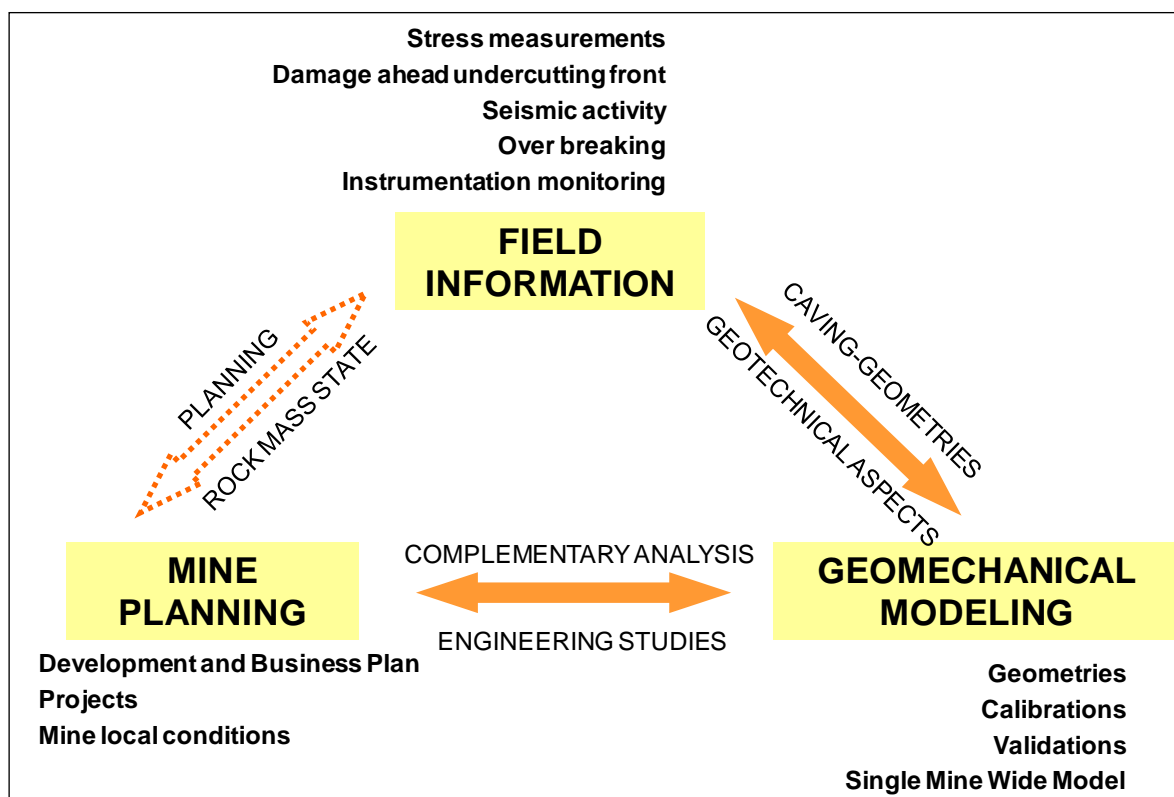 Stress measurements
Damage ahead undercutting front
Seismic activity
Over breaking
Instrumentation monitoring
FIELD
INFORMATION
PLANNING
ROCK MASS STATE
CAVING-GEOMETRIES
GEOTECHNICAL ASPECTS
MINE
PLANNING
COMPLEMENTARY ANALYSIS
ENGINEERING STUDIES
GEOMECHANICAL
MODELING
Development and Business Plan
Projects
Mine local conditions
Geometries
Calibrations
Validations
Single Mine Wide Model